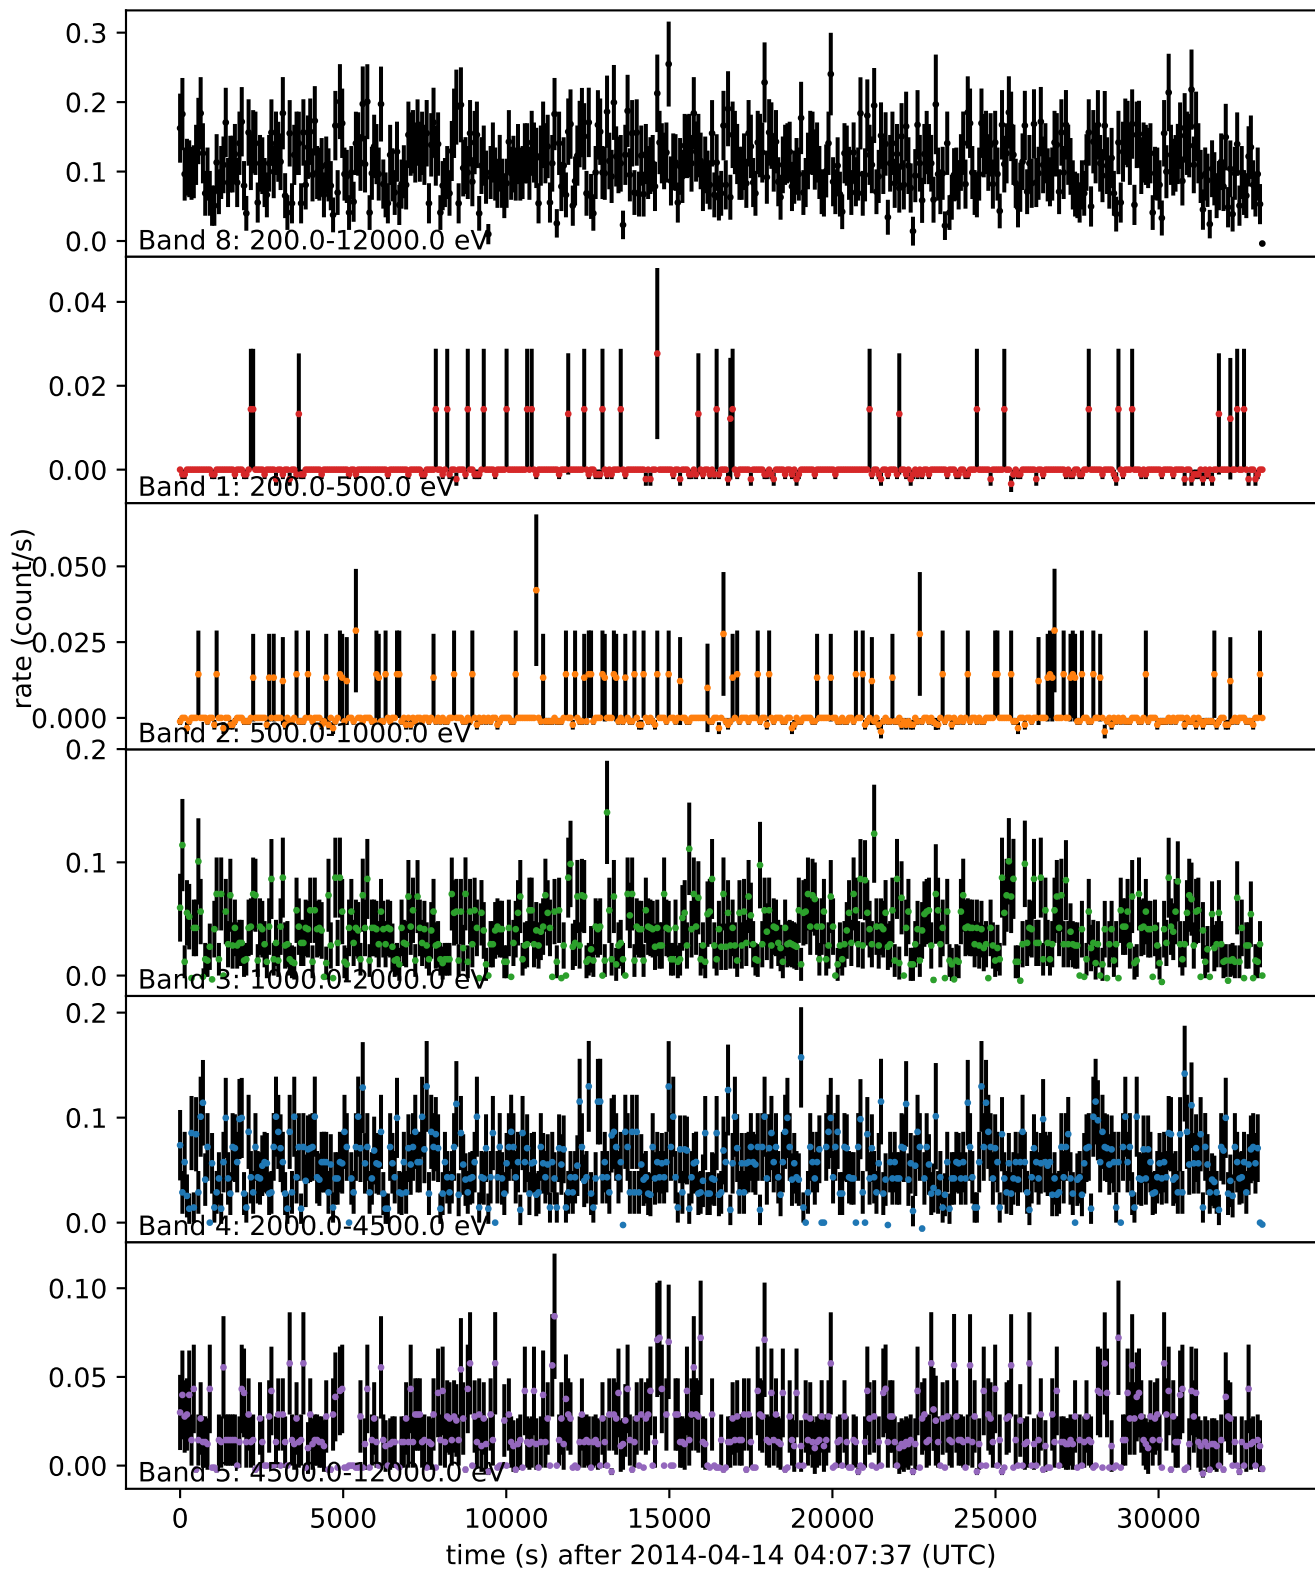 0.3
0.2
0.1
0.0
Band 8: 200.0-12000.0 eV
0.04
0.02
0.00
Band 1: 200.0-500.0 eV
rate (count/s)
0.050
0.025
0.000
Band 2: 500.0-1000.0 eV
0.2
0.1
0.0
Band 3: 1000.0-2000.0 eV
0.2
0.1
0.0
Band 4: 2000.0-4500.0 eV
0.10
0.05
0.00
Band 5: 4500.0-12000.0 eV
0 5000 10000 15000 20000 25000 30000
time (s) after 2014-04-14 04:07:37 (UTC)